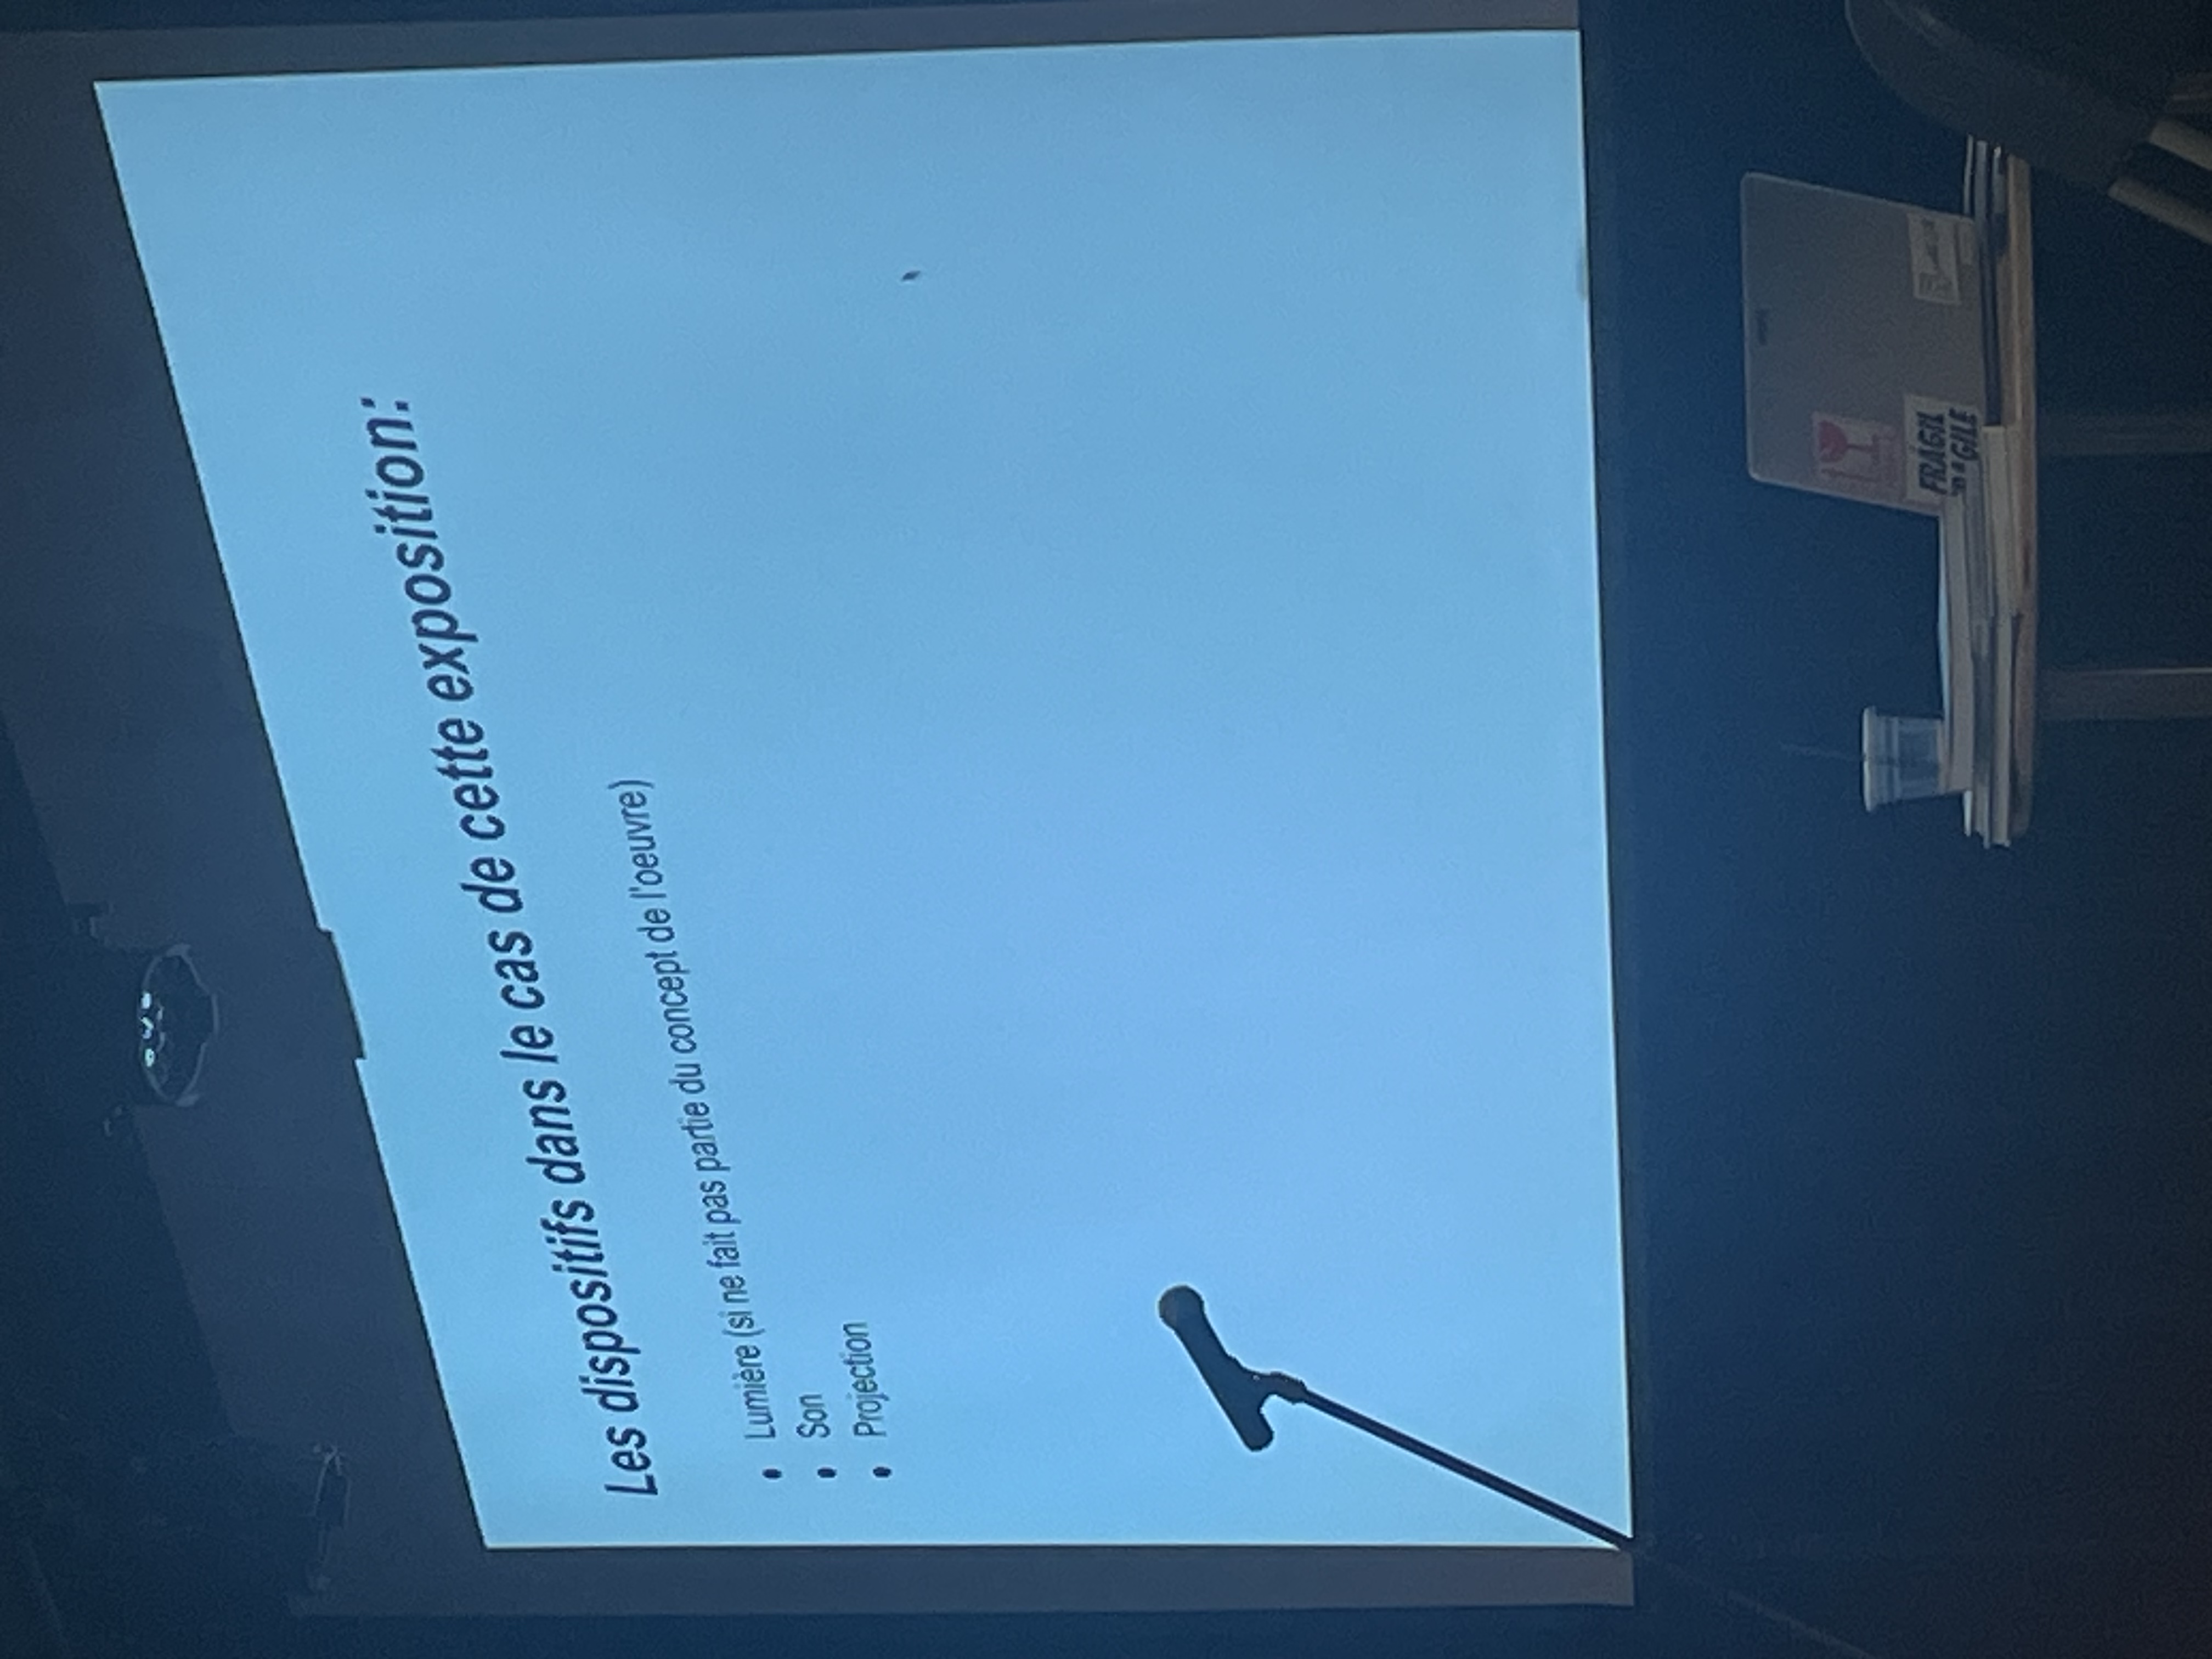 Les dispositifs dans le cas de cette exposition:
● Lumière (si ne fait pas partie du concept de l'oeuvre)
● Son
● Projection
FRÁGIL
FRAGILE